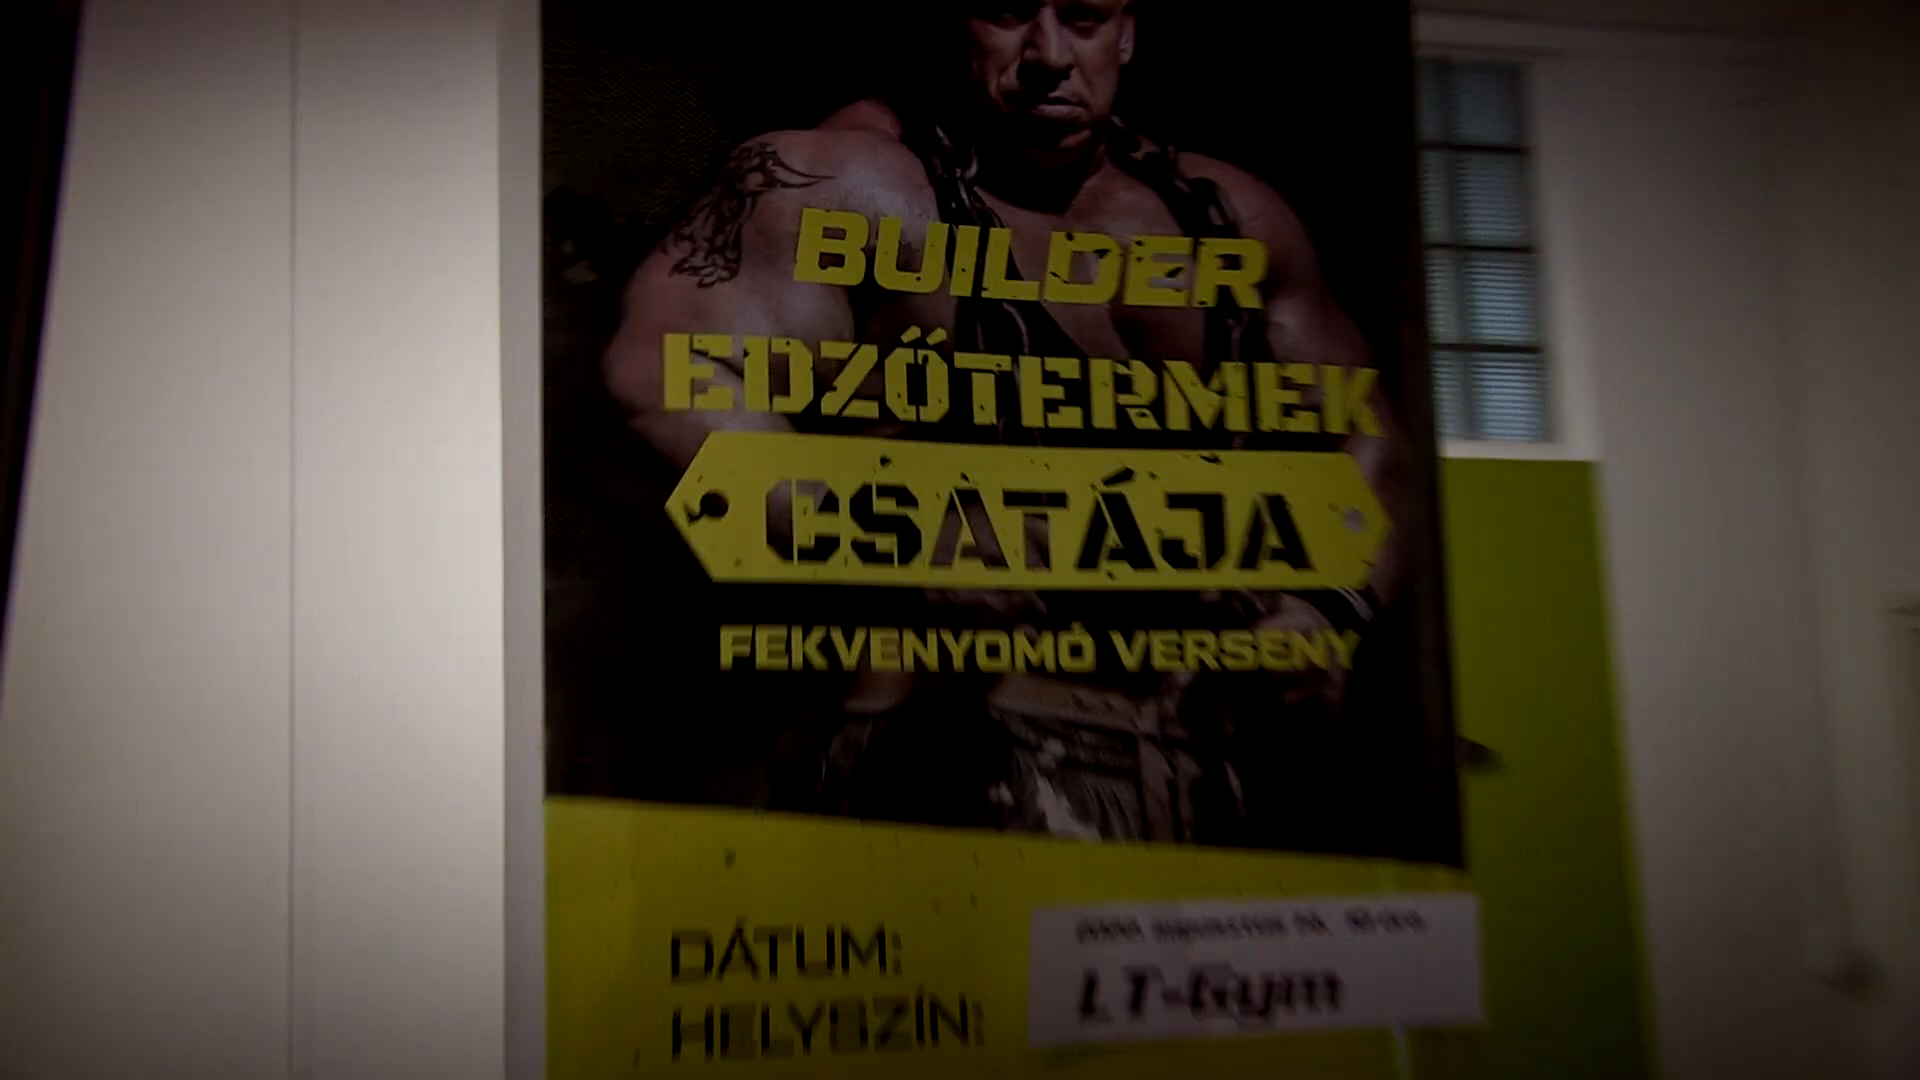 BUILDER
EDZŐTERMEK
CSATÁJA
FEKVENYOMÓ VERSENY
DÁTUM:
HELYSZÍN:
LT-Gym